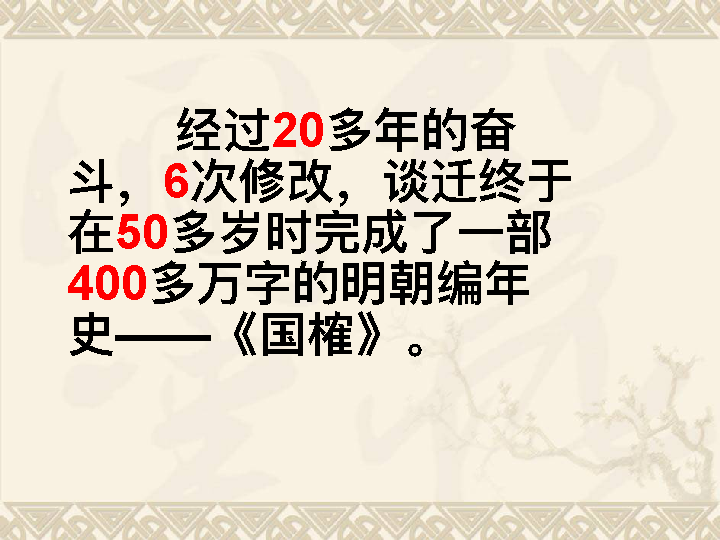 经过20多年的奋
斗，6次修改，谈迁终于
在50多岁时完成了一部
400多万字的明朝编年
史——《国榷》。